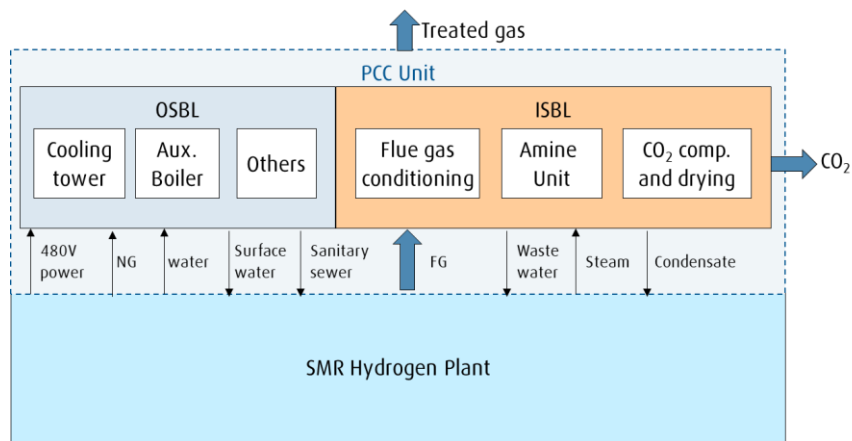 Treated gas
PCC Unit
OSBL
ISBL
Cooling
tower
Aux.
Boiler
Others
Flue gas
conditioning
Amine
Unit
CO₂ comp.
and drying
CO₂
480V
power
NG
water
Surface
water
Sanitary
sewer
FG
Waste
water
Steam
Condensate
SMR Hydrogen Plant